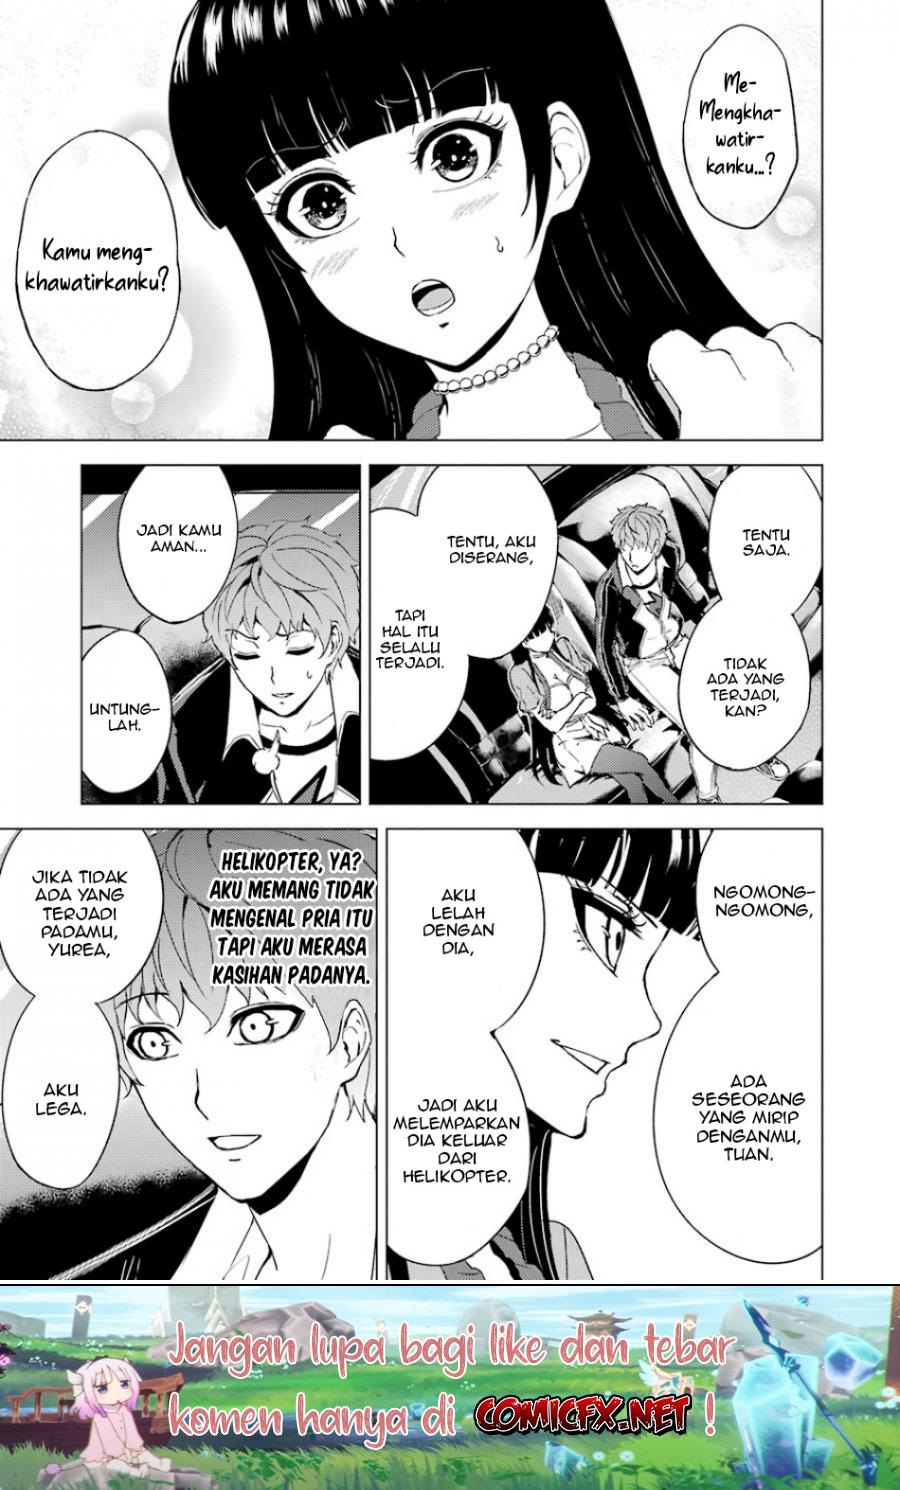 Me-
Mengkha-
watir-
kanku...?
Kamu meng-
khawatirkanku?
TENTU
SAJA.
TIDAK
ADA YANG
TERJADI,
KAN?
TENTU, AKU
DISERANG,
TAPI
HAL ITU
SELALU
TERJADI.
JADI KAMU
AMAN...
UNTUNG-
LAH.
NGOMONG-
NGOMONG,
ADA
SESEORANG
YANG MIRIP
DENGANMU,
TUAN.
AKU
LELAH
DENGAN
DIA,
JADI AKU
MELEMPARKAN
DIA KELUAR
DARI
HELIKOPTER.
HELIKOPTER, YA?
AKU MEMANG TIDAK
MENGENAL PRIA ITU
TAPI AKU MERASA
KASIHAN PADANYA.
JIKA TIDAK
ADA YANG
TERJADI
PADAMU,
YUREA,
AKU
LEGA.
Jangan lupa bagi like dan tebar
komen hanya di COMICFX.NET !